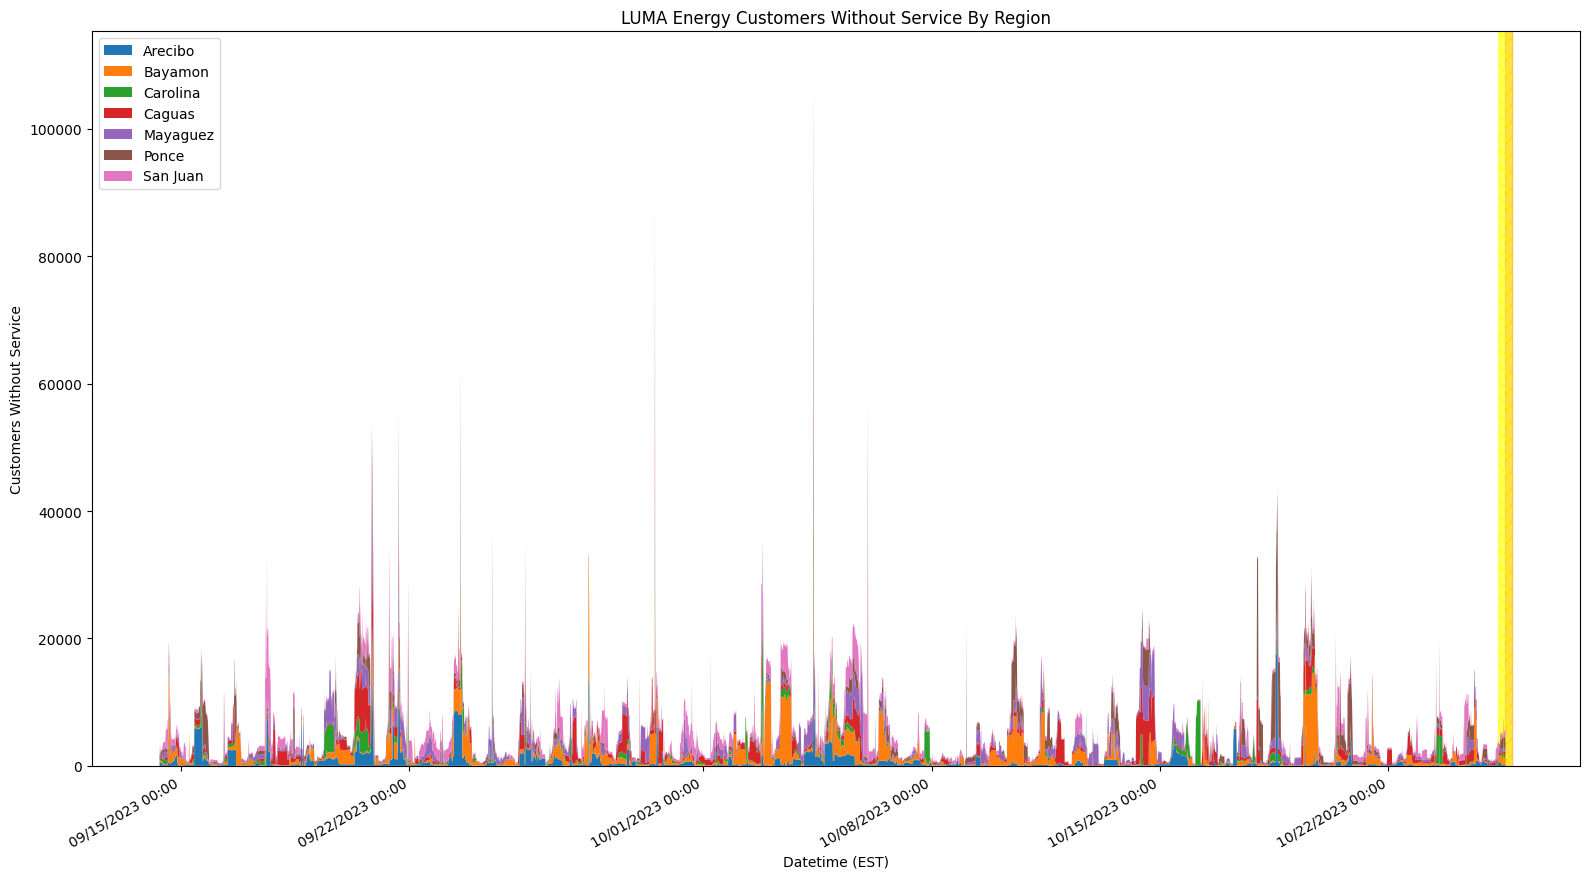 LUMA Energy Customers Without Service By Region
Arecibo
Bayamon
Carolina
Caguas
Mayaguez
Ponce
San Juan
100000
80000
60000
40000
20000
0
Customers Without Service
09/15/2023 00:00
09/22/2023 00:00
10/01/2023 00:00
10/08/2023 00:00
10/15/2023 00:00
10/22/2023 00:00
Datetime (EST)